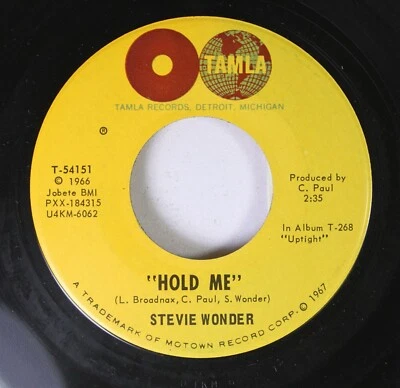 TAMLA
TAMLA RECORDS, DETROIT, MICHIGAN
®
T-54151
© 1966
Jobete BMI
PXX-184315
U4KM-6062
Produced by
C. Paul
2:35
In Album T-268
"Uptight"
"HOLD ME"
(L. Broadnax, C. Paul, S. Wonder)
STEVIE WONDER
A TRADEMARK OF MOTOWN RECORD CORP- © 1967